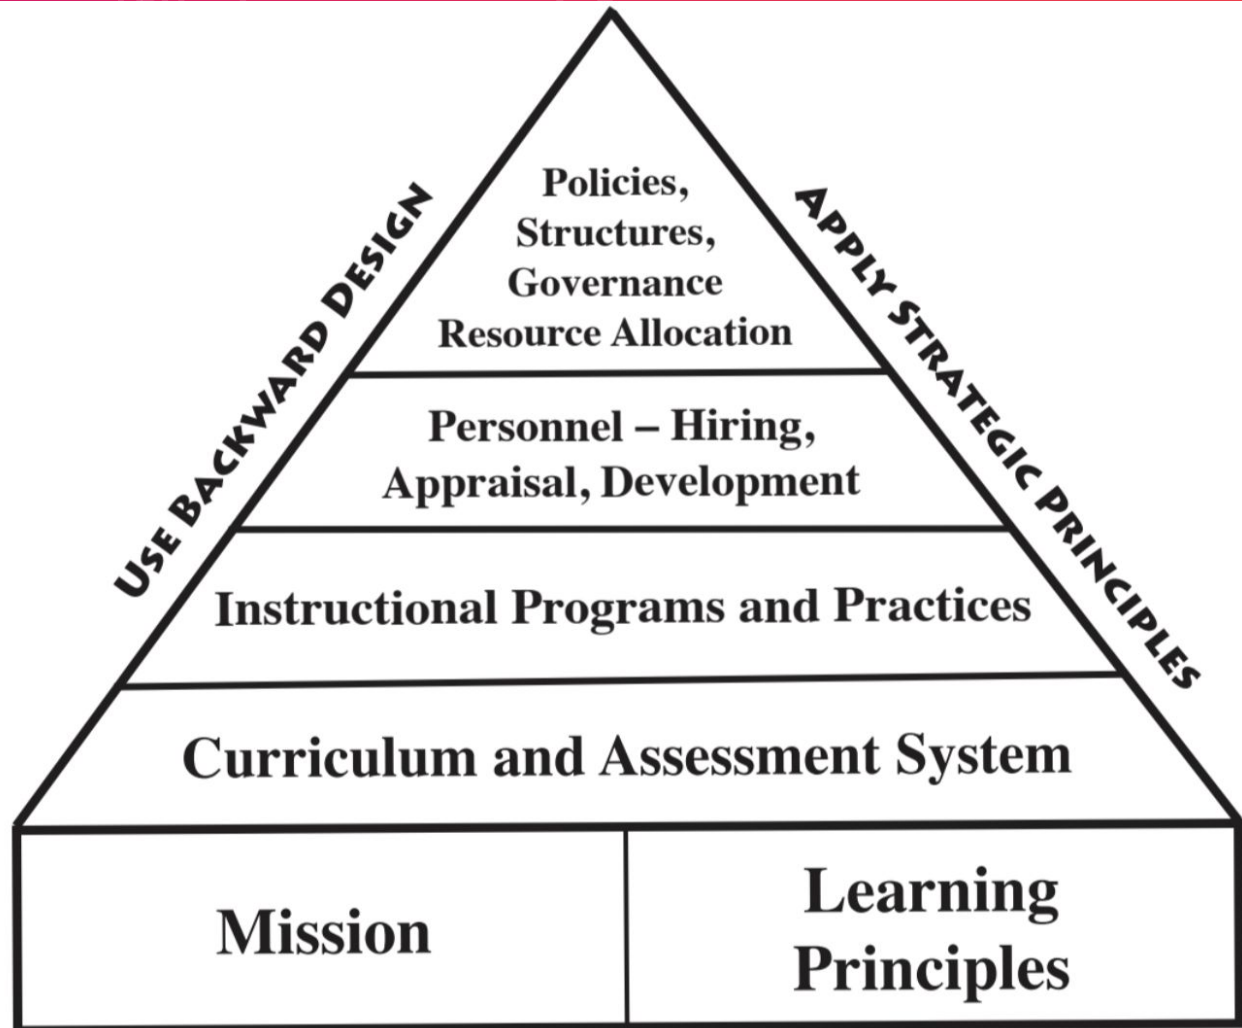 USE BACKWARD DESIGN
APPLY STRATEGIC PRINCIPLES
Policies,
Structures,
Governance
Resource Allocation
Personnel – Hiring,
Appraisal, Development
Instructional Programs and Practices
Curriculum and Assessment System
Mission
Learning
Principles